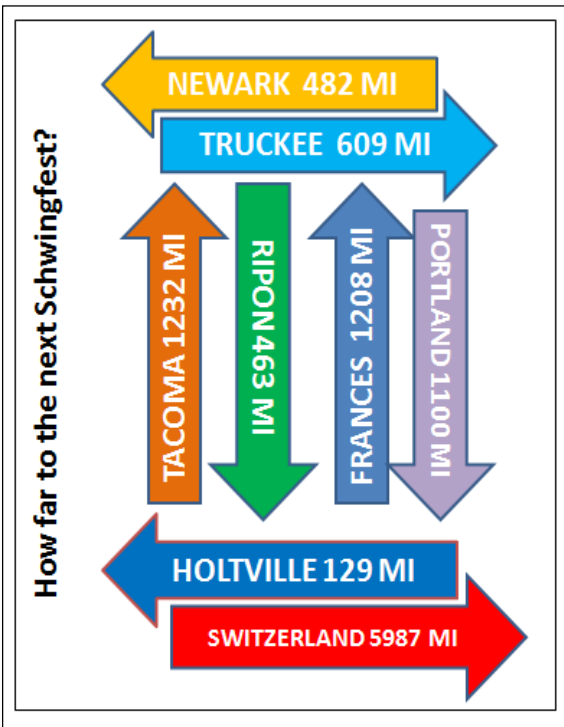 How far to the next Schwingfest?
NEWARK 482 MI
TRUCKEE 609 MI
TACOMA 1232 MI
RIPON 463 MI
FRANCES 1208 MI
PORTLAND 1100 MI
HOLTVILLE 129 MI
SWITZERLAND 5987 MI